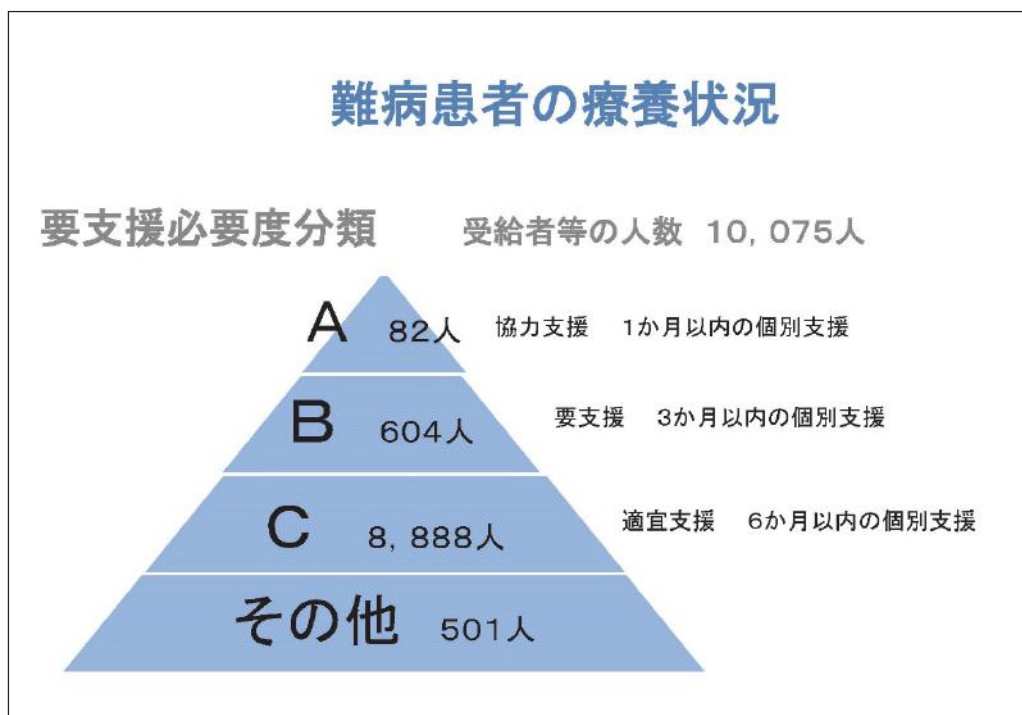 難病患者の療養状況
要支援必要度分類 受給者等の人数 10,075人
A 82人 協力支援 1か月以内の個別支援
B 604人 要支援 3か月以内の個別支援
C 8,888人 適宜支援 6か月以内の個別支援
その他 501人